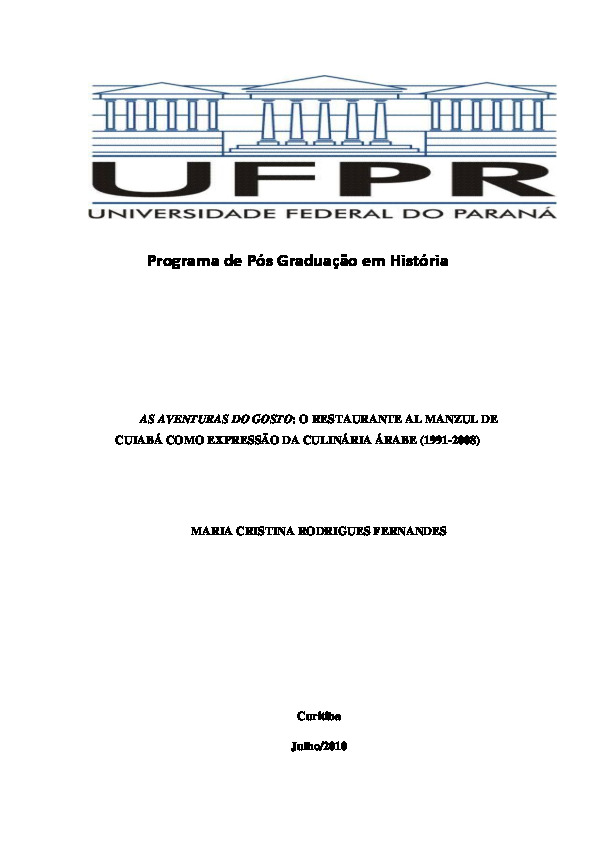 UFPR
UNIVERSIDADE FEDERAL DO PARANÁ
Programa de Pós Graduação em História
AS AVENTURAS DO GOSTO; O RESTAURANTE AL MANZUL DE
CUIABÁ COMO EXPRESSÃO DA CULINÁRIA ÁRABE (1991-2008)
MARIA CRISTINA RODRIGUES FERNANDES
Curitiba
Julho/2010